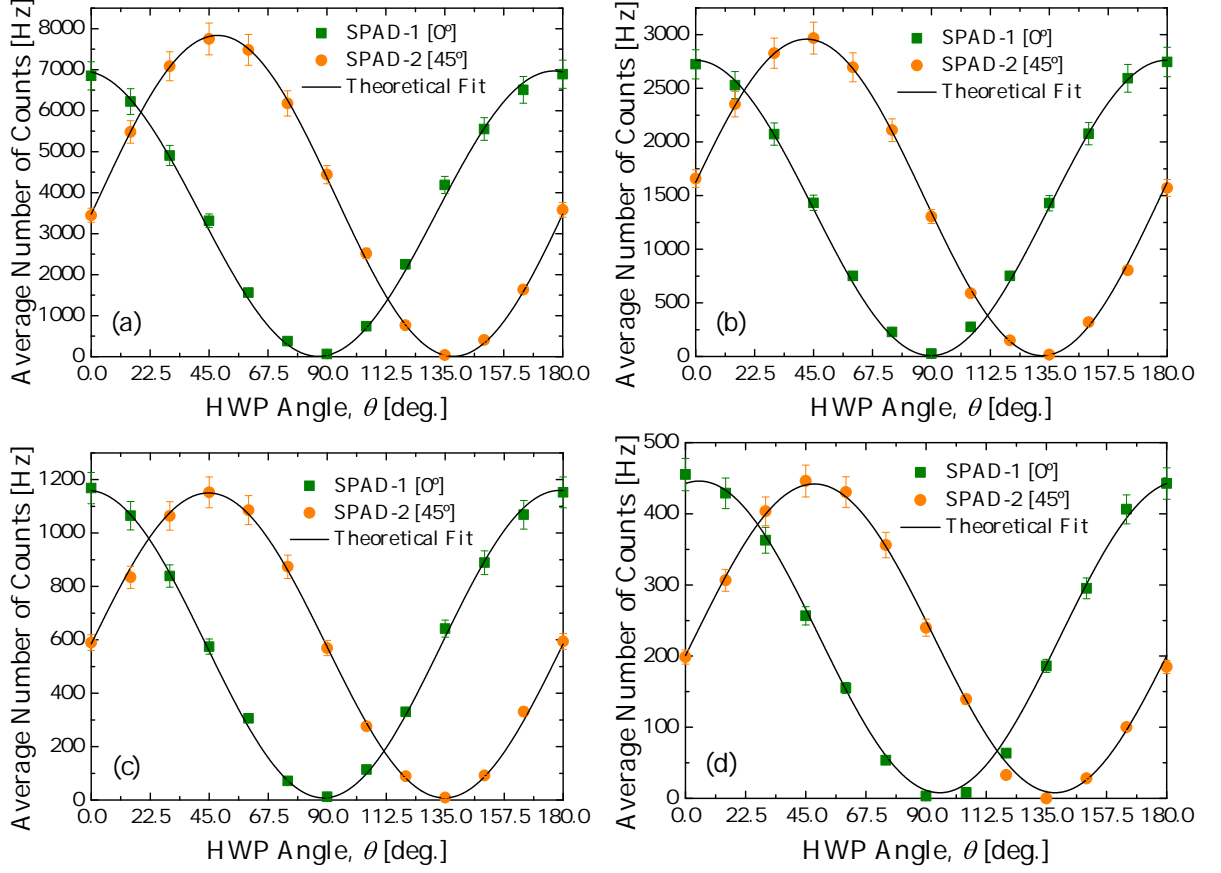 Average Number of Counts [Hz]
9000
8000
7000
6000
5000
4000
3000
2000
1000
0
SPAD-1 [0º]
SPAD-2 [45º]
Theoretical Fit
(a)
0.0 22.5 45.0 67.5 90.0 112.5 135.0 157.5 180.0
HWP Angle, θ [deg.]
Average Number of Counts [Hz]
3000
2500
2000
1500
1000
500
0
SPAD-1 [0º]
SPAD-2 [45º]
Theoretical Fit
(b)
0.0 22.5 45.0 67.5 90.0 112.5 135.0 157.5 180.0
HWP Angle, θ [deg.]
Average Number of Counts [Hz]
1200
1000
800
600
400
200
0
SPAD-1 [0º]
SPAD-2 [45º]
Theoretical Fit
(c)
0.0 22.5 45.0 67.5 90.0 112.5 135.0 157.5 180.0
HWP Angle, θ [deg.]
Average Number of Counts [Hz]
500
400
300
200
100
0
SPAD-1 [0º]
SPAD-2 [45º]
Theoretical Fit
(d)
0.0 22.5 45.0 67.5 90.0 112.5 135.0 157.5 180.0
HWP Angle, θ [deg.]